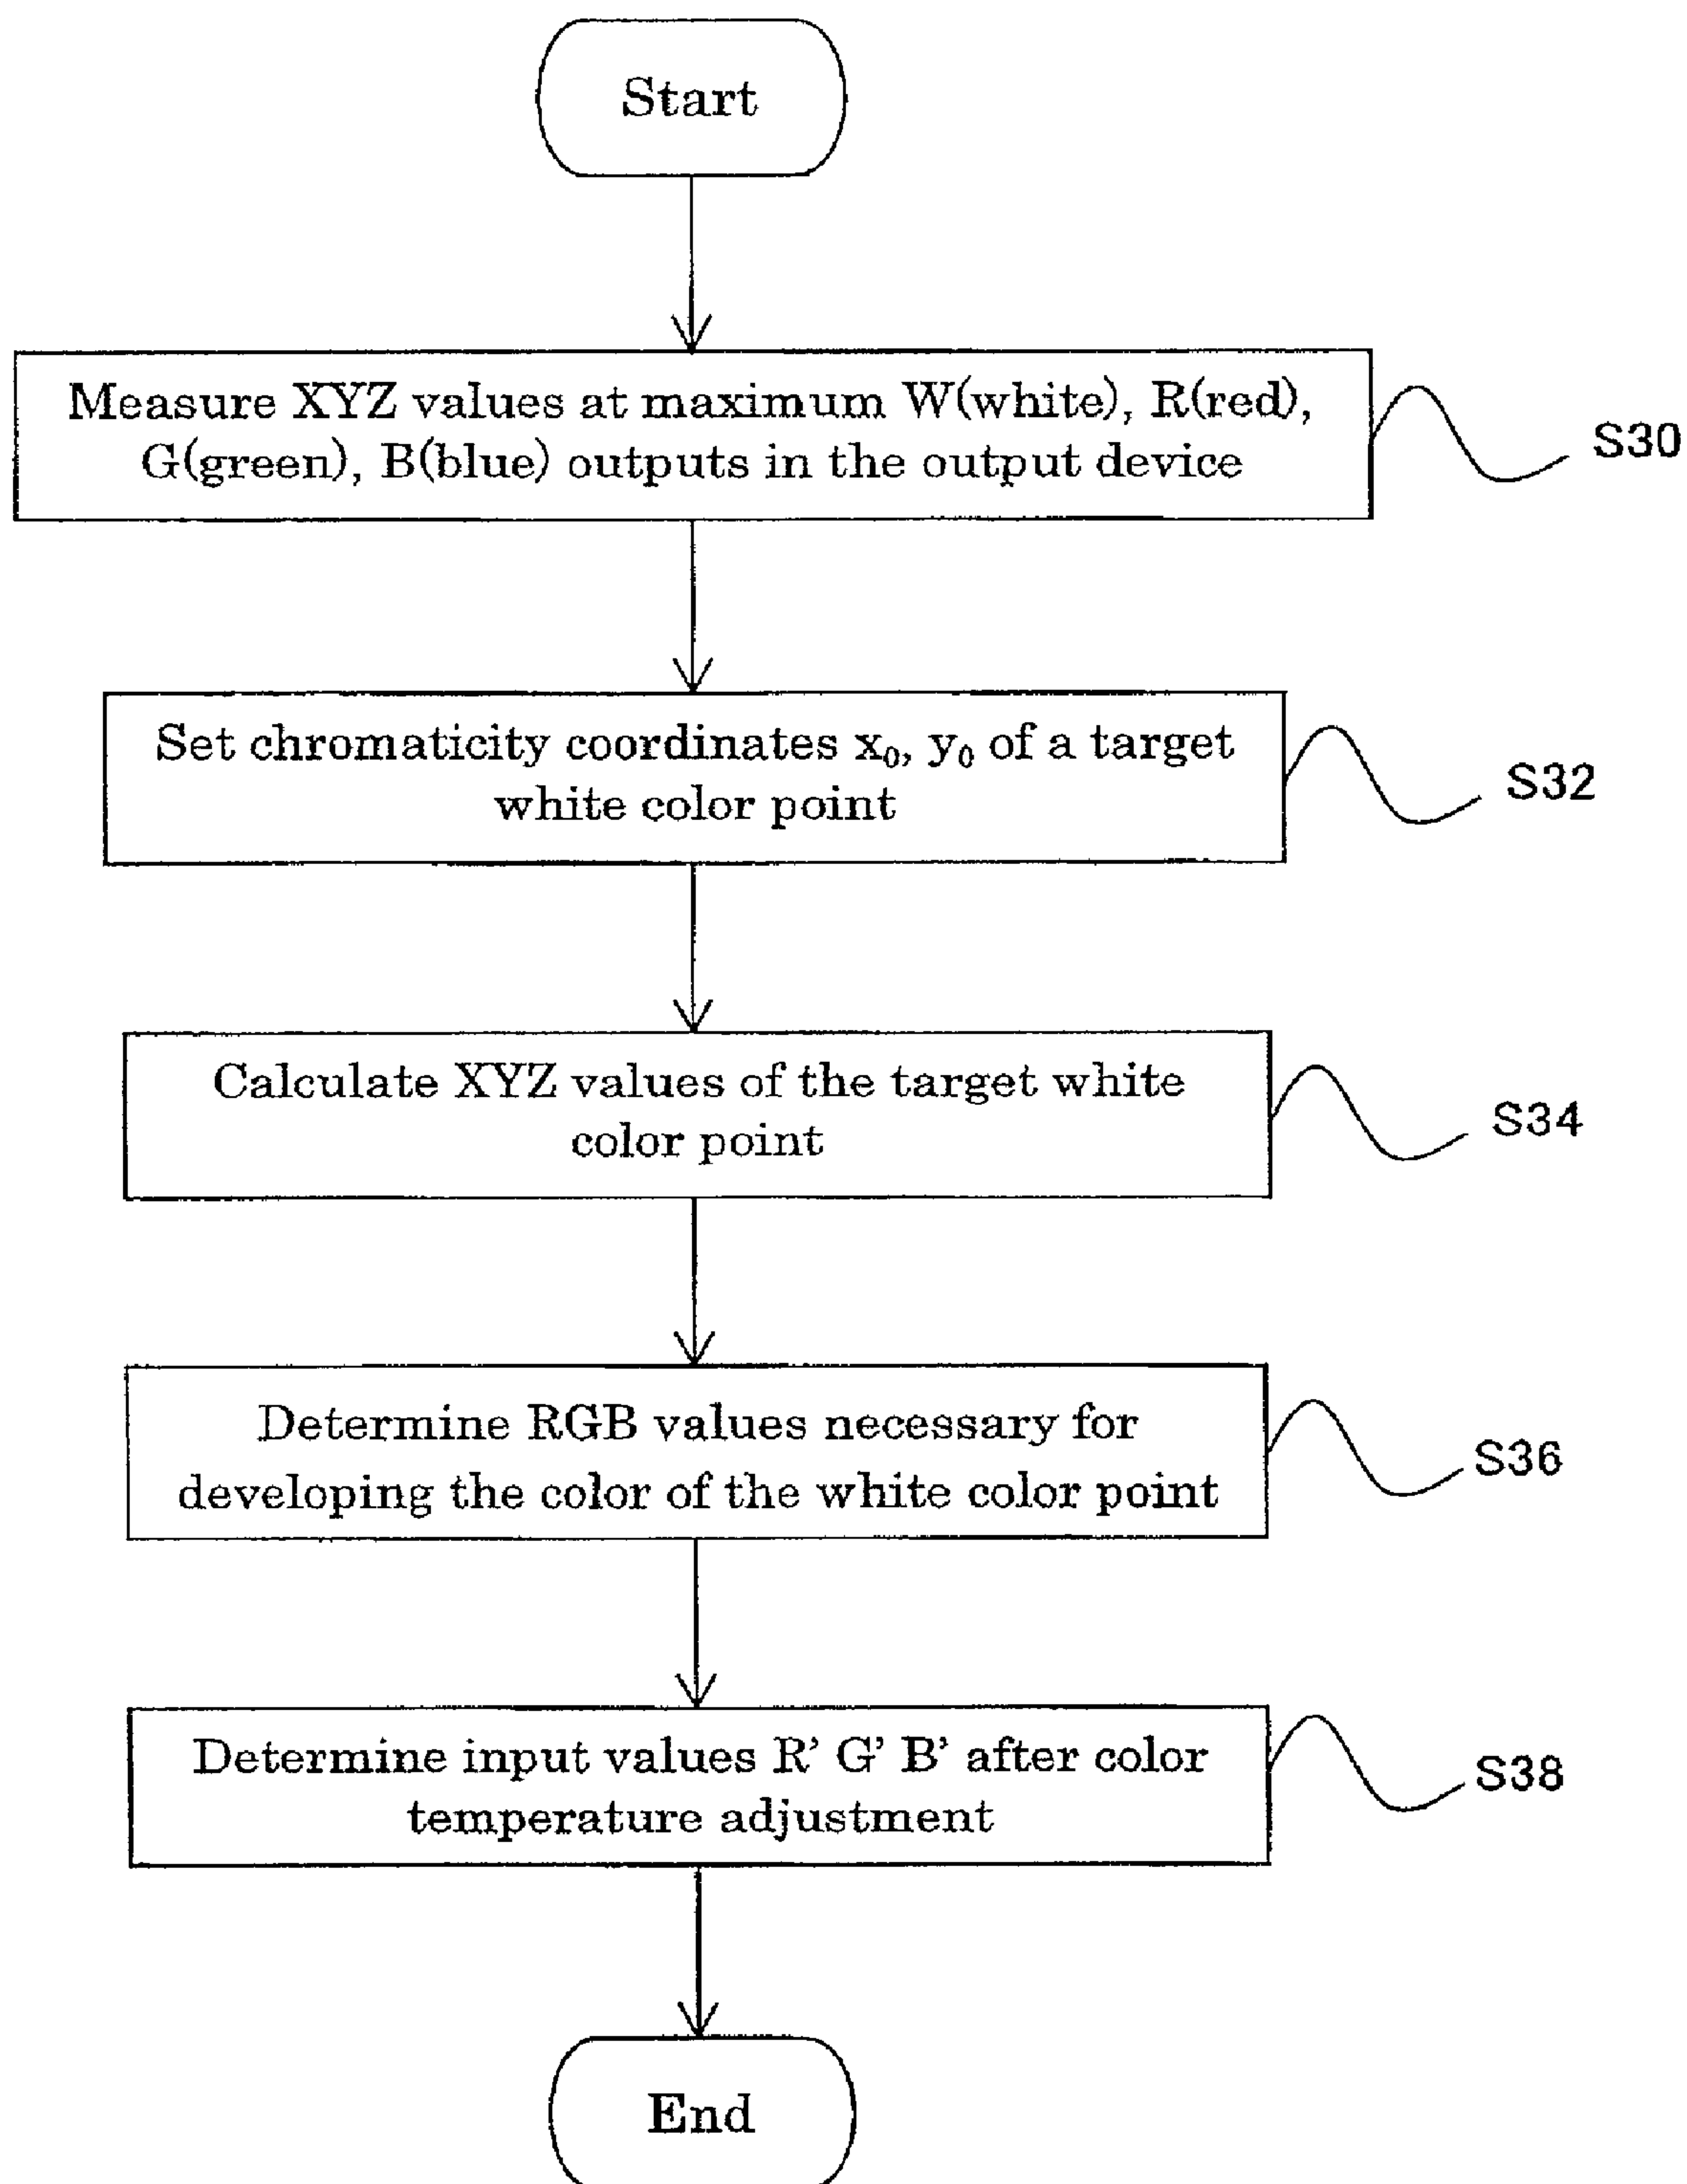 Start
Measure XYZ values at maximum W(white), R(red),
G(green), B(blue) outputs in the output device
S30
Set chromaticity coordinates x₀, y₀ of a target
white color point
S32
Calculate XYZ values of the target white
color point
S34
Determine RGB values necessary for
developing the color of the white color point
S36
Determine input values R’ G’ B’ after color
temperature adjustment
S38
End